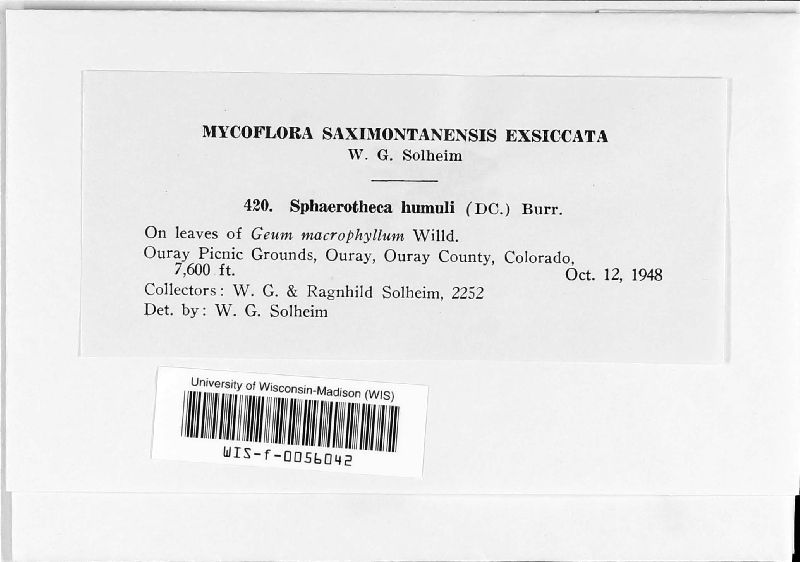 MYCOFLORA SAXIMONTANENSIS EXSICCATA
W. G. Solheim
420. Sphaerotheca humuli (DC.) Burr.
On leaves of Geum macrophyllum Willd.
Ouray Picnic Grounds, Ouray, Ouray County, Colorado,
7,600 ft. Oct. 12, 1948
Collectors: W. G. & Ragnhild Solheim, 2252
Det. by: W. G. Solheim
University of Wisconsin-Madison (WIS)
WIS-f-0056042